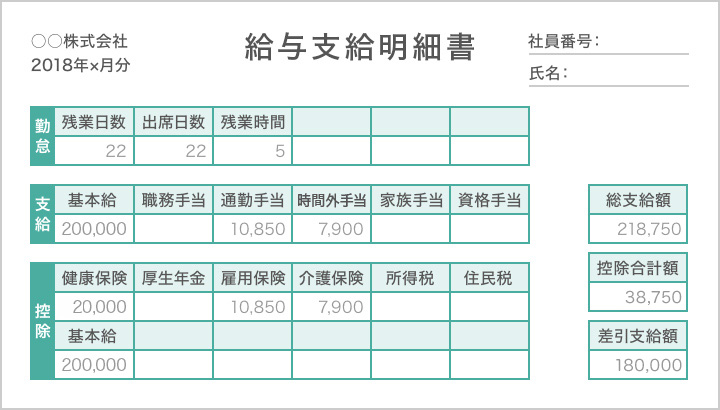 ○○株式会社
2018年×月分
給与支給明細書
社員番号：
氏名：
勤怠
残業日数 出席日数 残業時間
22 22 5
支給
基本給 職務手当 通勤手当 時間外手当 家族手当 資格手当
200,000 10,850 7,900
総支給額
218,750
控除
健康保険 厚生年金 雇用保険 介護保険 所得税 住民税
20,000 10,850 7,900
基本給
200,000
控除合計額
38,750
差引支給額
180,000